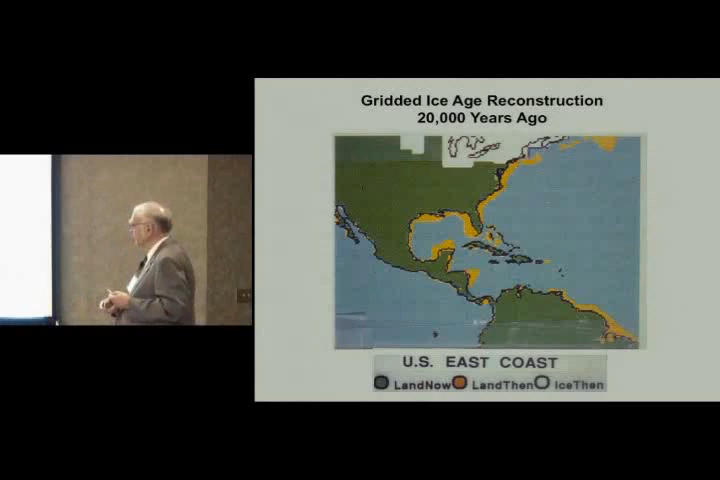 Gridded Ice Age Reconstruction
20,000 Years Ago
U.S. EAST COAST
LandNow LandThen IceThen